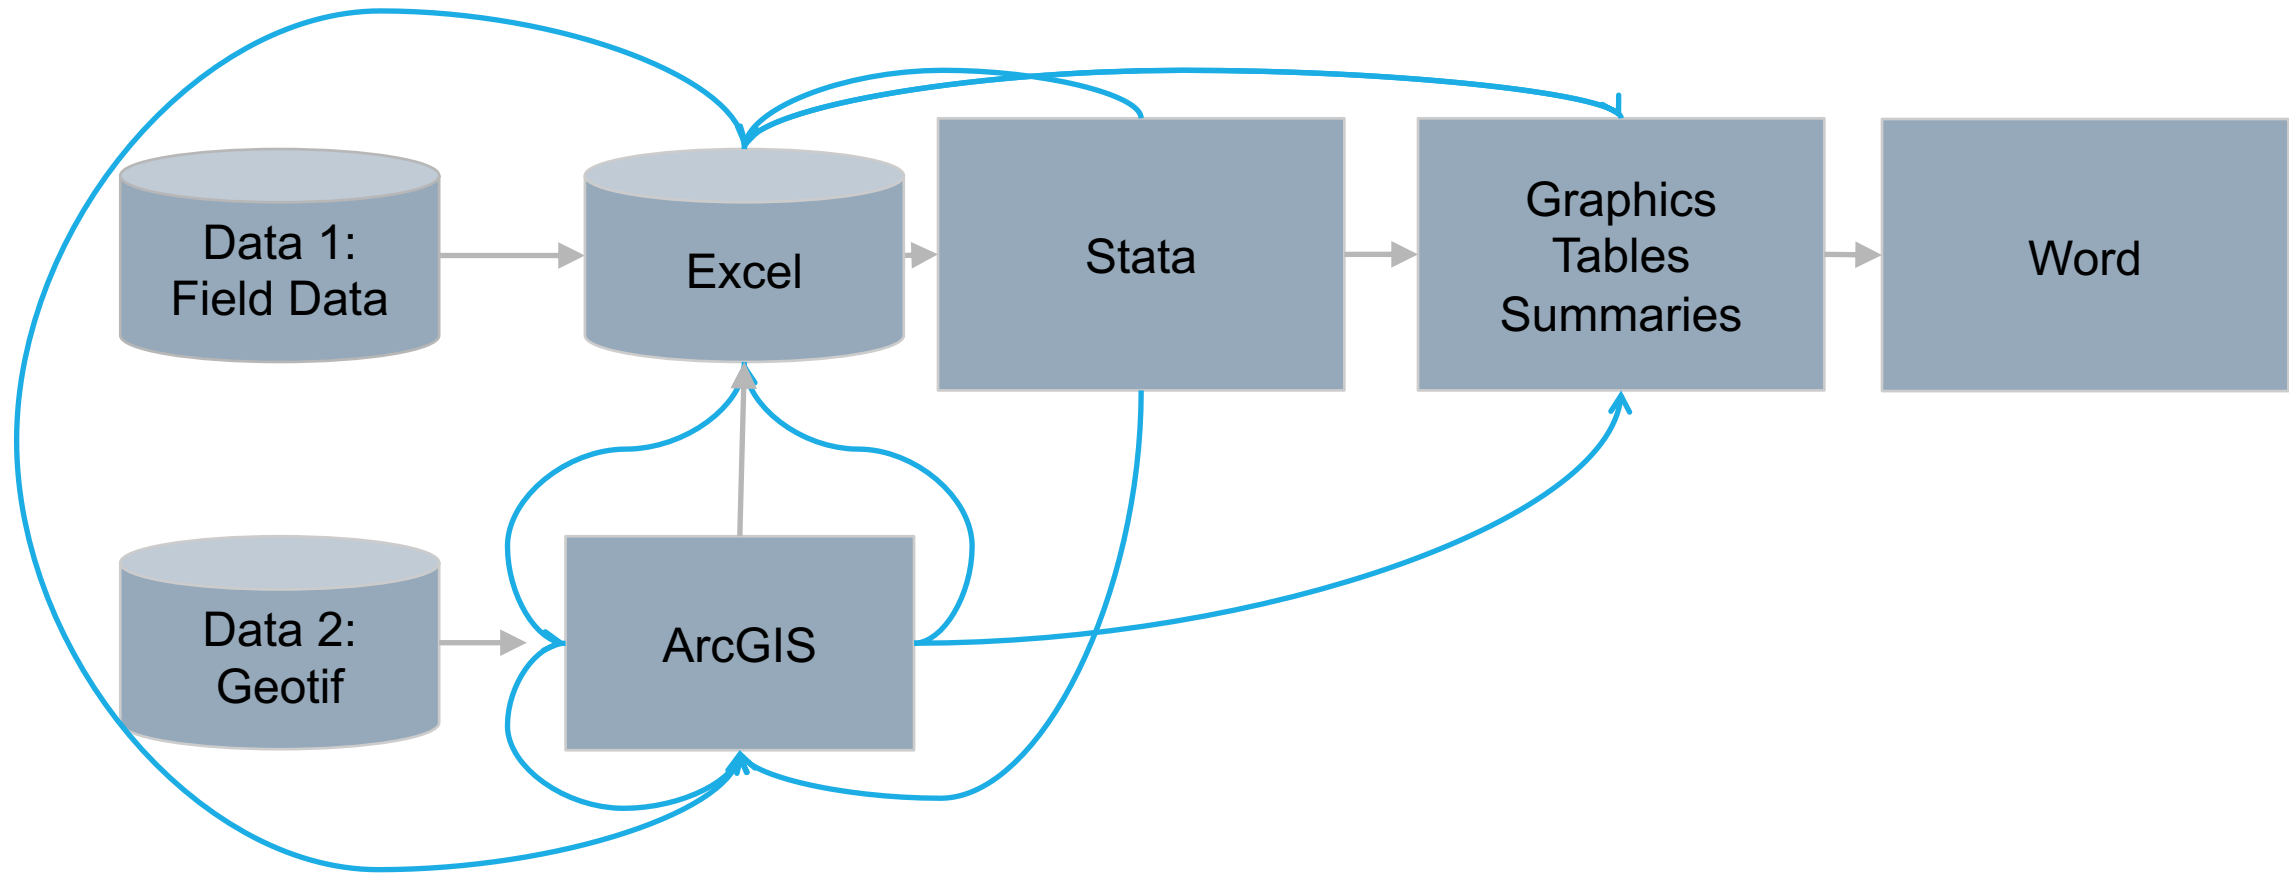 Data 1:
Field Data
Excel
Stata
Graphics
Tables
Summaries
Word
Data 2:
Geotif
ArcGIS